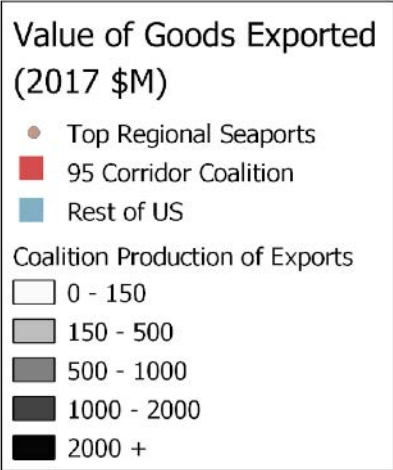 Value of Goods Exported
(2017 $M)
Top Regional Seaports
95 Corridor Coalition
Rest of US
Coalition Production of Exports
0 - 150
150 - 500
500 - 1000
1000 - 2000
2000 +